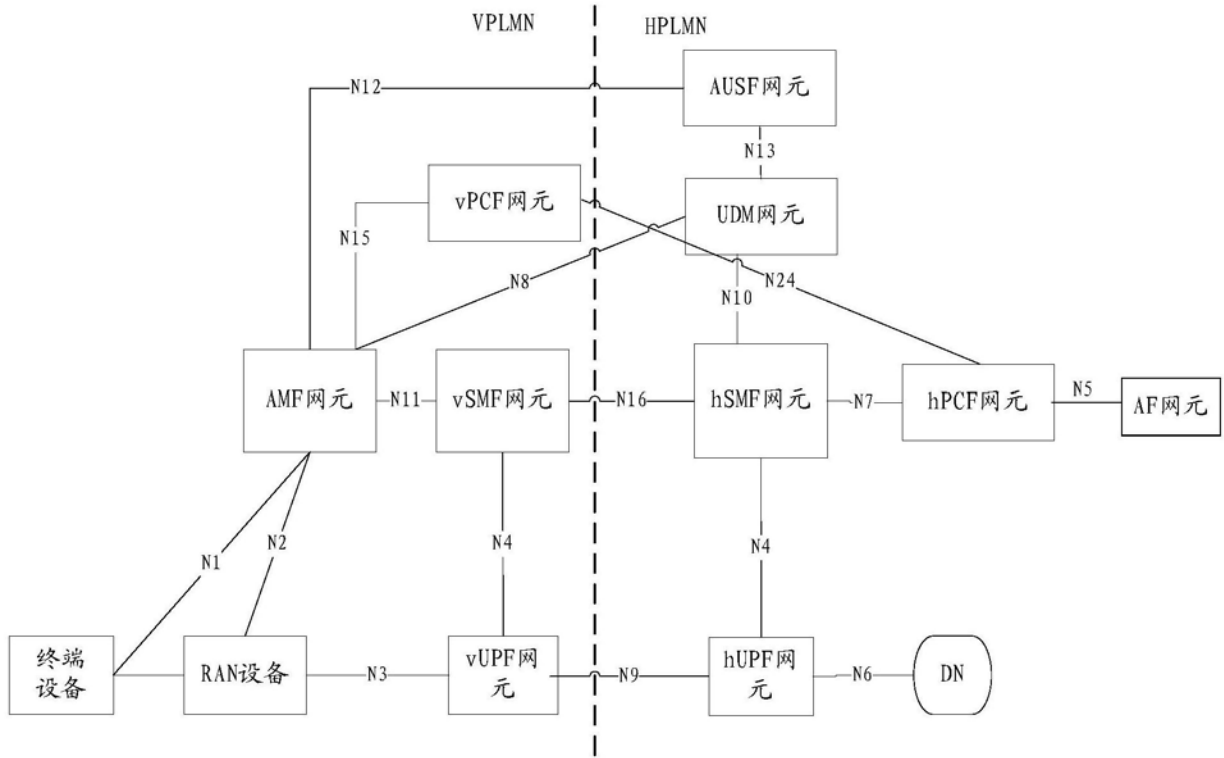 VPLMN
HPLMN
N12
AUSF网元
N13
vPCF网元
UDM网元
N15
N8
N10
N24
AMF网元
N11
vSMF网元
N16
hSMF网元
N7
hPCF网元
N5
AF网元
N1
N2
N4
N4
终端
设备
RAN设备
N3
vUPF网
元
N9
hUPF网
元
N6
DN